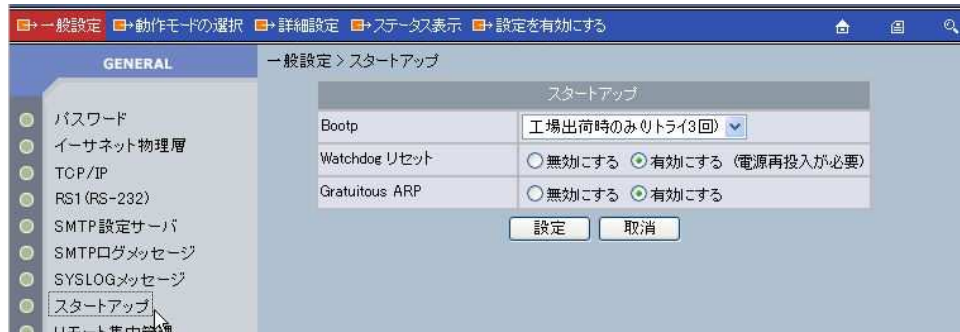 一般設定 動作モードの選択 詳細設定 ステータス表示 設定を有効にする
GENERAL
パスワード
イーサネット物理層
TCP/IP
RS1(RS-232)
SMTP設定サーバ
SMTPログメッセージ
SYSLOGメッセージ
スタートアップ
リモート集中管理
一般設定 > スタートアップ
スタートアップ
Bootp 工場出荷時のみ(リトライ3回)
Watchdog リセット 無効にする 有効にする (電源再投入が必要)
Gratuitous ARP 無効にする 有効にする
設定 取消